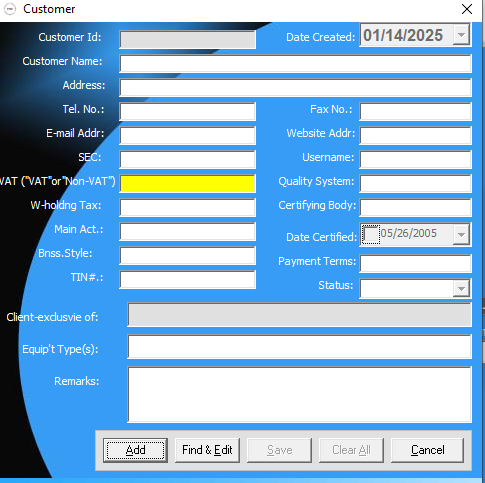 Customer
Customer Id: Date Created: 01/14/2025
Customer Name:
Address:
Tel. No.: Fax No.:
E-mail Addr: Website Addr:
SEC: Username:
VAT ("VAT"or"Non-VAT") Quality System:
W-holdng Tax: Certifying Body:
Main Act.: Date Certified: 05/26/2005
Bnss.Style: Payment Terms:
TIN#.: Status:
Client-exclusvie of:
Equip't Type(s):
Remarks:
Add Find & Edit Save Clear All Cancel